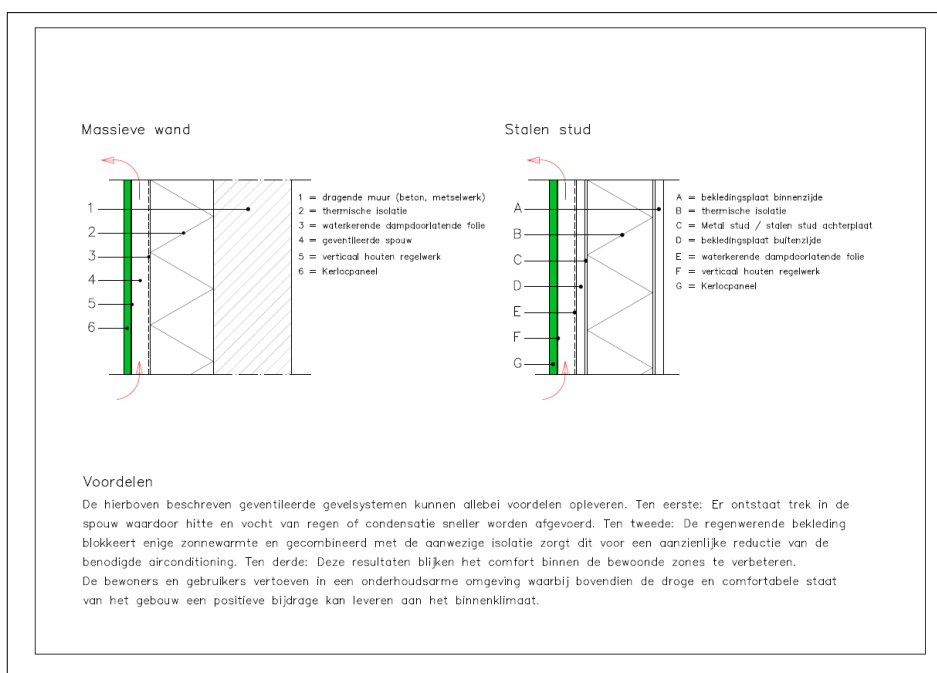 Massieve wand
1
2
3
4
5
6
1 = dragende muur (beton, metselwerk)
2 = thermische isolatie
3 = waterkerende dampdoorlatende folie
4 = geventileerde spouw
5 = verticaal houten regelwerk
6 = Kerlocpaneel
Stalen stud
A
B
C
D
E
F
G
A = bekledingsplaat binnenzijde
B = thermische isolatie
C = Metal stud / stalen stud achterplaat
D = bekledingsplaat buitenzijde
E = waterkerende dampdoorlatende folie
F = verticaal houten regelwerk
G = Kerlocpaneel
Voordelen
De hierboven beschreven geventileerde gevelsystemen kunnen allebei voordelen opleveren. Ten eerste: Er ontstaat trek in de
spouw waardoor hitte en vocht van regen of condensatie sneller worden afgevoerd. Ten tweede: De regenwerende bekleding
blokkeert enige zonnewarmte en gecombineerd met de aanwezige isolatie zorgt dit voor een aanzienlijke reductie van de
benodigde airconditioning. Ten derde: Deze resultaten blijken het comfort binnen de bewoonde zones te verbeteren.
De bewoners en gebruikers vertoeven in een onderhoudsarme omgeving waarbij bovendien de droge en comfortabele staat
van het gebouw een positieve bijdrage kan leveren aan het binnenklimaat.